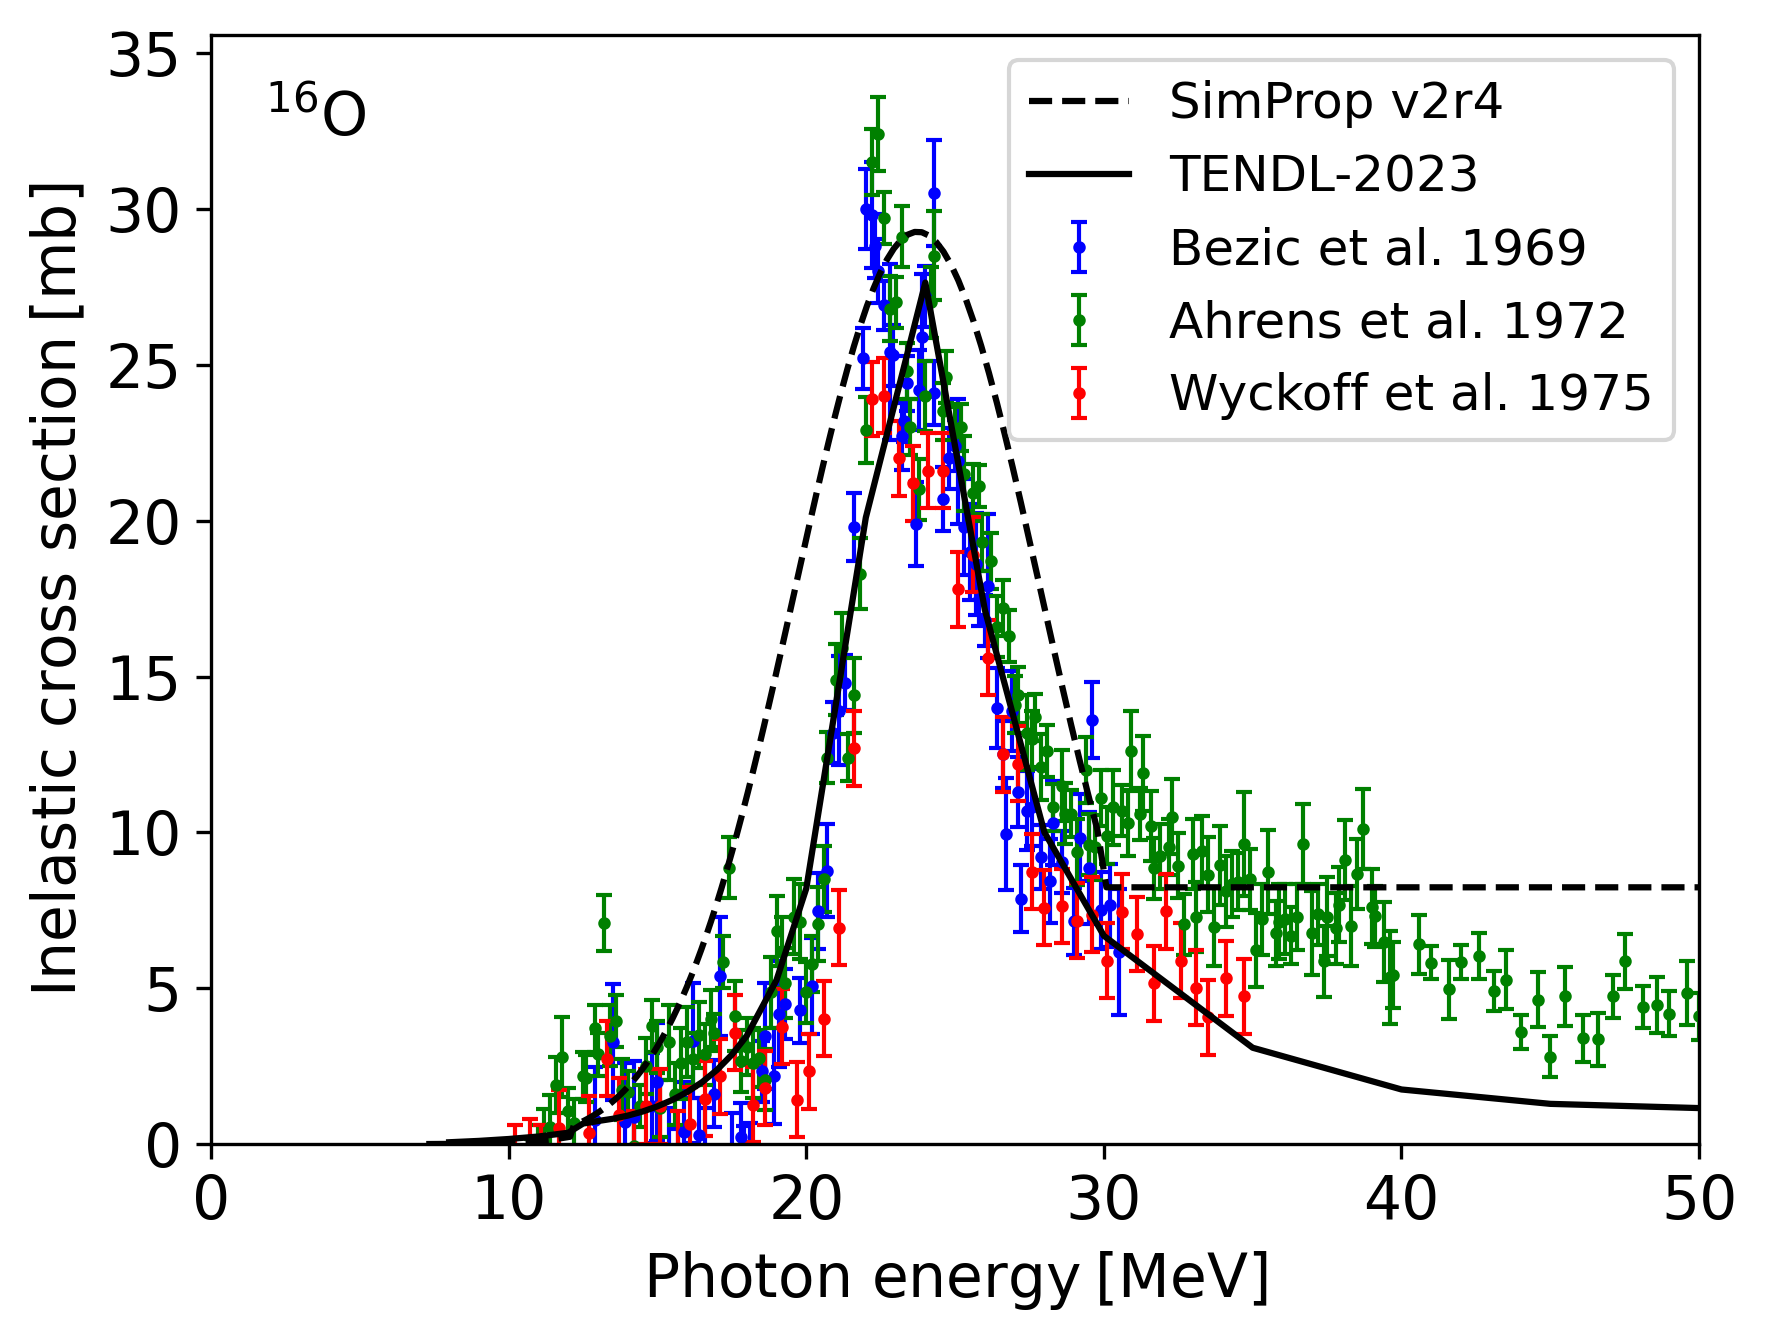 ¹⁶O
SimProp v2r4
TENDL-2023
Bezic et al. 1969
Ahrens et al. 1972
Wyckoff et al. 1975
Inelastic cross section [mb]
35
30
25
20
15
10
5
0
0 10 20 30 40 50
Photon energy [MeV]